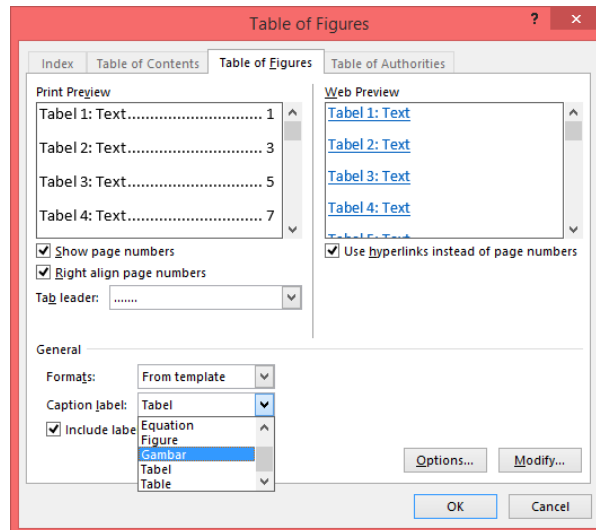 Table of Figures
? ×
Index Table of Contents Table of Figures Table of Authorities
Print Preview
Tabel 1: Text................................ 1
Tabel 2: Text................................ 3
Tabel 3: Text................................ 5
Tabel 4: Text................................ 7
Web Preview
Tabel 1: Text
Tabel 2: Text
Tabel 3: Text
Tabel 4: Text
Tabel 5: Text
Show page numbers
Right align page numbers
Tab leader: .......
Use hyperlinks instead of page numbers
General
Formats: From template
Caption label: Tabel
Include labe
Equation
Figure
Gambar
Tabel
Table
Options... Modify...
OK Cancel